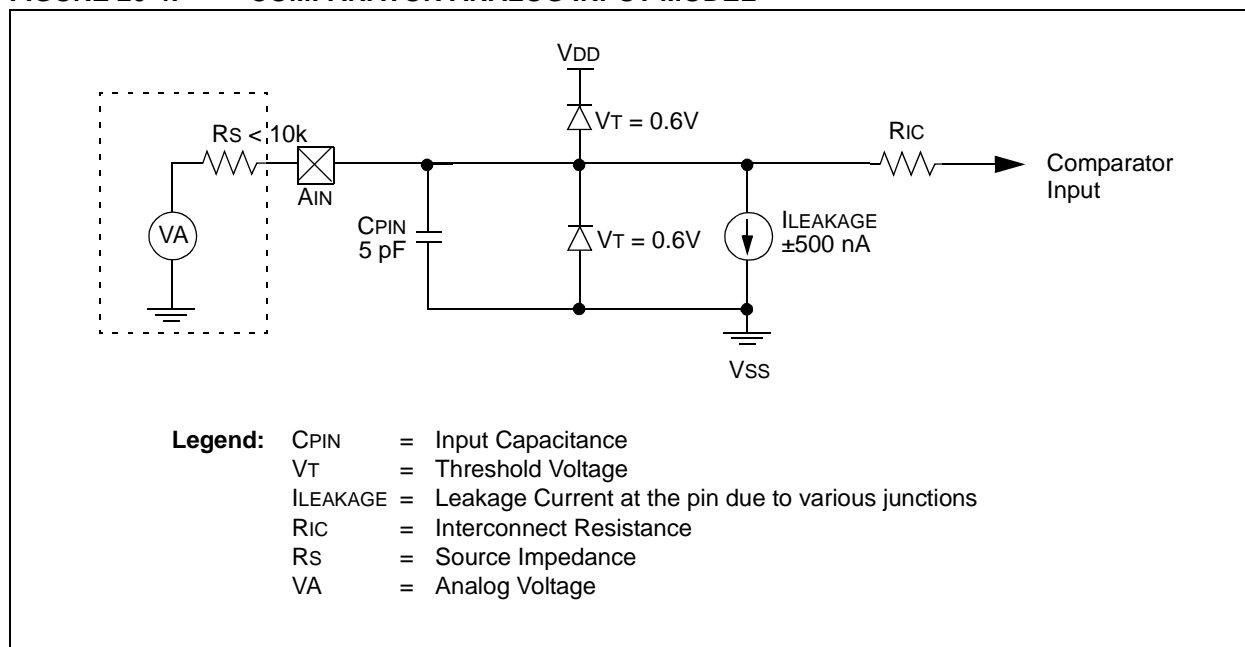 VDD
VT = 0.6V
RS < 10k
RIC
AIN
Comparator
Input
VA
CPIN
5 pF
VT = 0.6V
ILEAKAGE
±500 nA
VSS
Legend: CPIN = Input Capacitance
VT = Threshold Voltage
ILEAKAGE = Leakage Current at the pin due to various junctions
RIC = Interconnect Resistance
RS = Source Impedance
VA = Analog Voltage